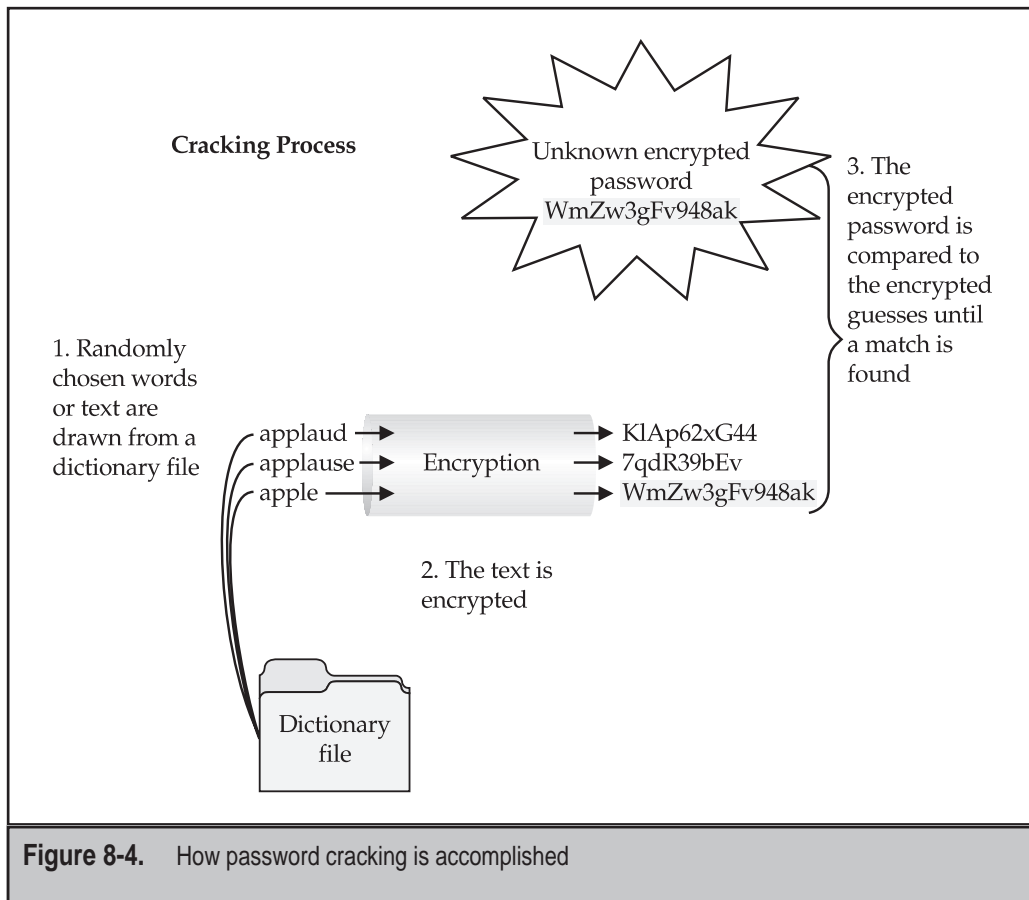 Cracking Process
Unknown encrypted
password
WmZw3gFv948ak
3. The
encrypted
password is
compared to
the encrypted
guesses until
a match is
found
1. Randomly
chosen words
or text are
drawn from a
dictionary file
applaud
applause
apple
Encryption
KlAp62xG44
7qdR39bEv
WmZw3gFv948ak
2. The text is
encrypted
Dictionary
file
Figure 8-4. How password cracking is accomplished